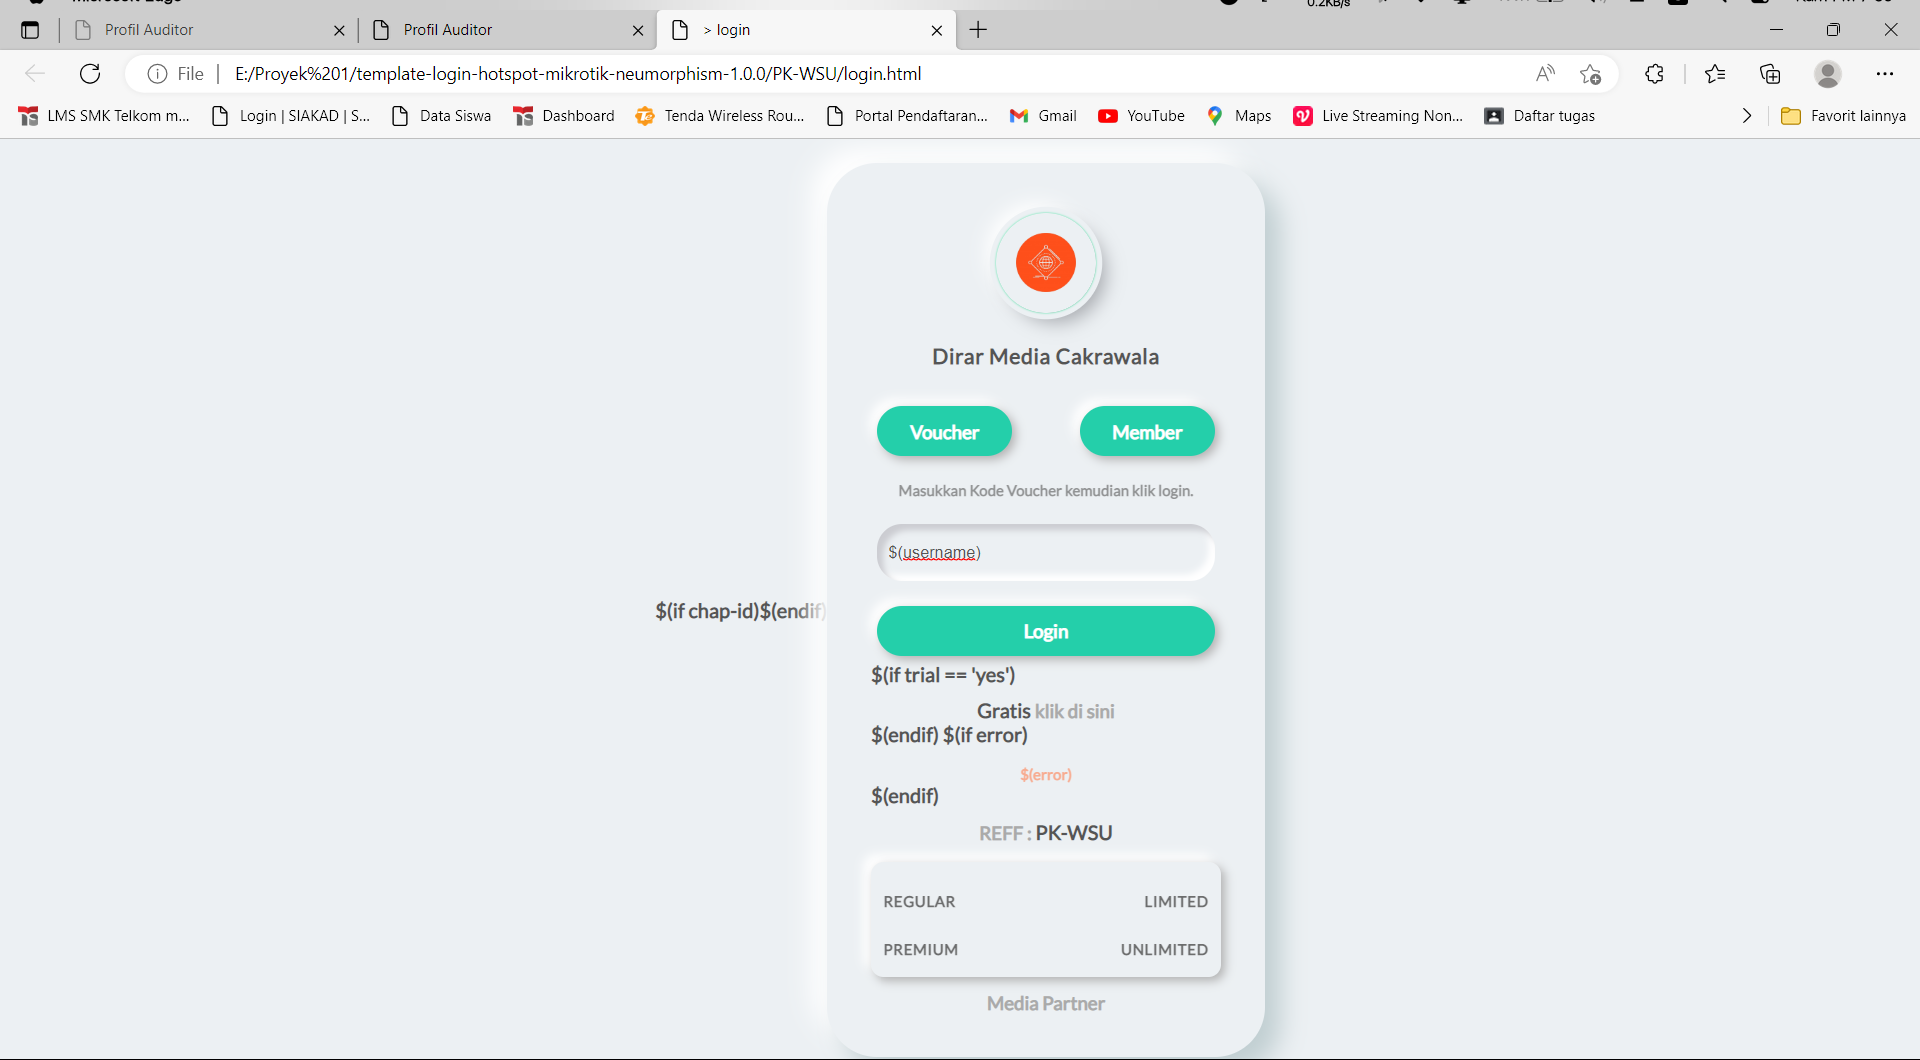 Profil Auditor
Profil Auditor
> login
File
E:/Proyek%201/template-login-hotspot-mikrotik-neumorphism-1.0.0/PK-WSU/login.html
LMS SMK Telkom m...
Login | SIAKAD | S...
Data Siswa
Dashboard
Tenda Wireless Rou...
Portal Pendaftaran...
Gmail
YouTube
Maps
Live Streaming Non...
Daftar tugas
Favorit lainnya
Dirar Media Cakrawala
Voucher
Member
Masukkan Kode Voucher kemudian klik login.
$(username)
$(if chap-id)$(endif)
Login
$(if trial == 'yes')
Gratis klik di sini
$(endif) $(if error)
$(error)
$(endif)
REFF : PK-WSU
REGULAR
LIMITED
PREMIUM
UNLIMITED
Media Partner